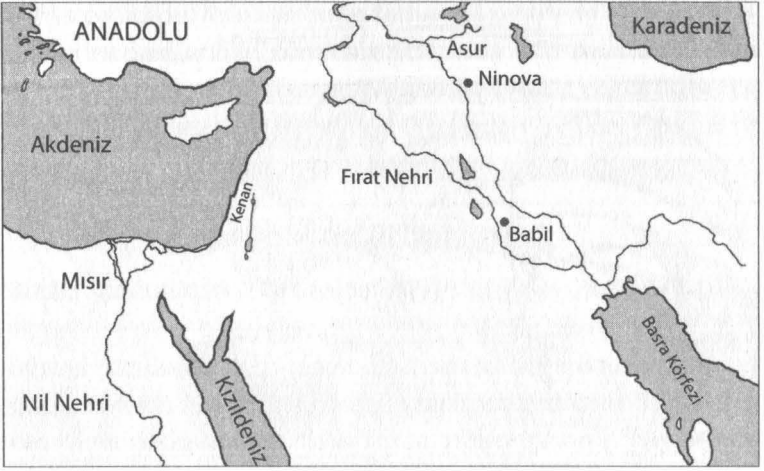 ANADOLU
Karadeniz
Asur
Ninova
Akdeniz
Fırat Nehri
Kenan
Babil
Mısır
Basra Körfezi
Nil Nehri
Kızıldeniz